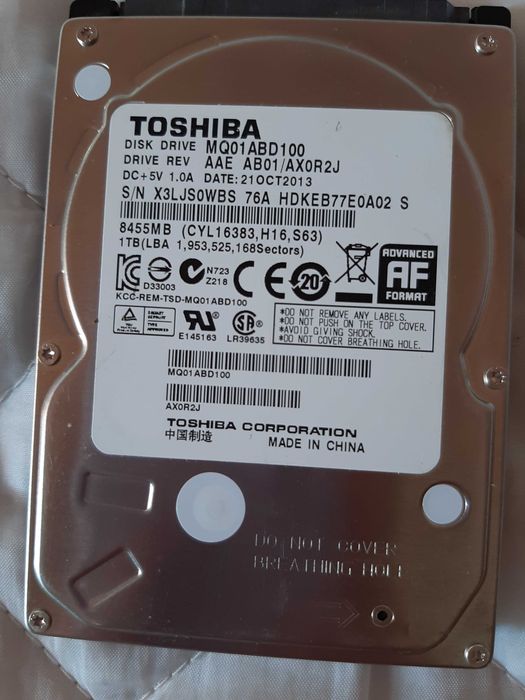 TOSHIBA
DISK DRIVE MQ01ABD100
DRIVE REV AAE AB01/AX0R2J
DC+5V 1.0A DATE: 21OCT2013
S/N X3LJS0WBS 76A HDKEB77E0A02 S
8455MB (CYL16383,H16,S63)
1TB(LBA 1,953,525,168Sectors)
D33003
N723
Z218
CE
20
ADVANCED
AF
FORMAT
KCC-REM-TSD-MQ01ABD100
E145163
LR39635
*DO NOT REMOVE ANY LABELS.
*DO NOT PUSH ON THE TOP COVER.
*AVOID GIVING SHOCK.
*DO NOT COVER BREATHING HOLE.
MQ01ABD100
AX0R2J
TOSHIBA CORPORATION
中国制造
MADE IN CHINA
DO NOT COVER
BREATHING HOLE